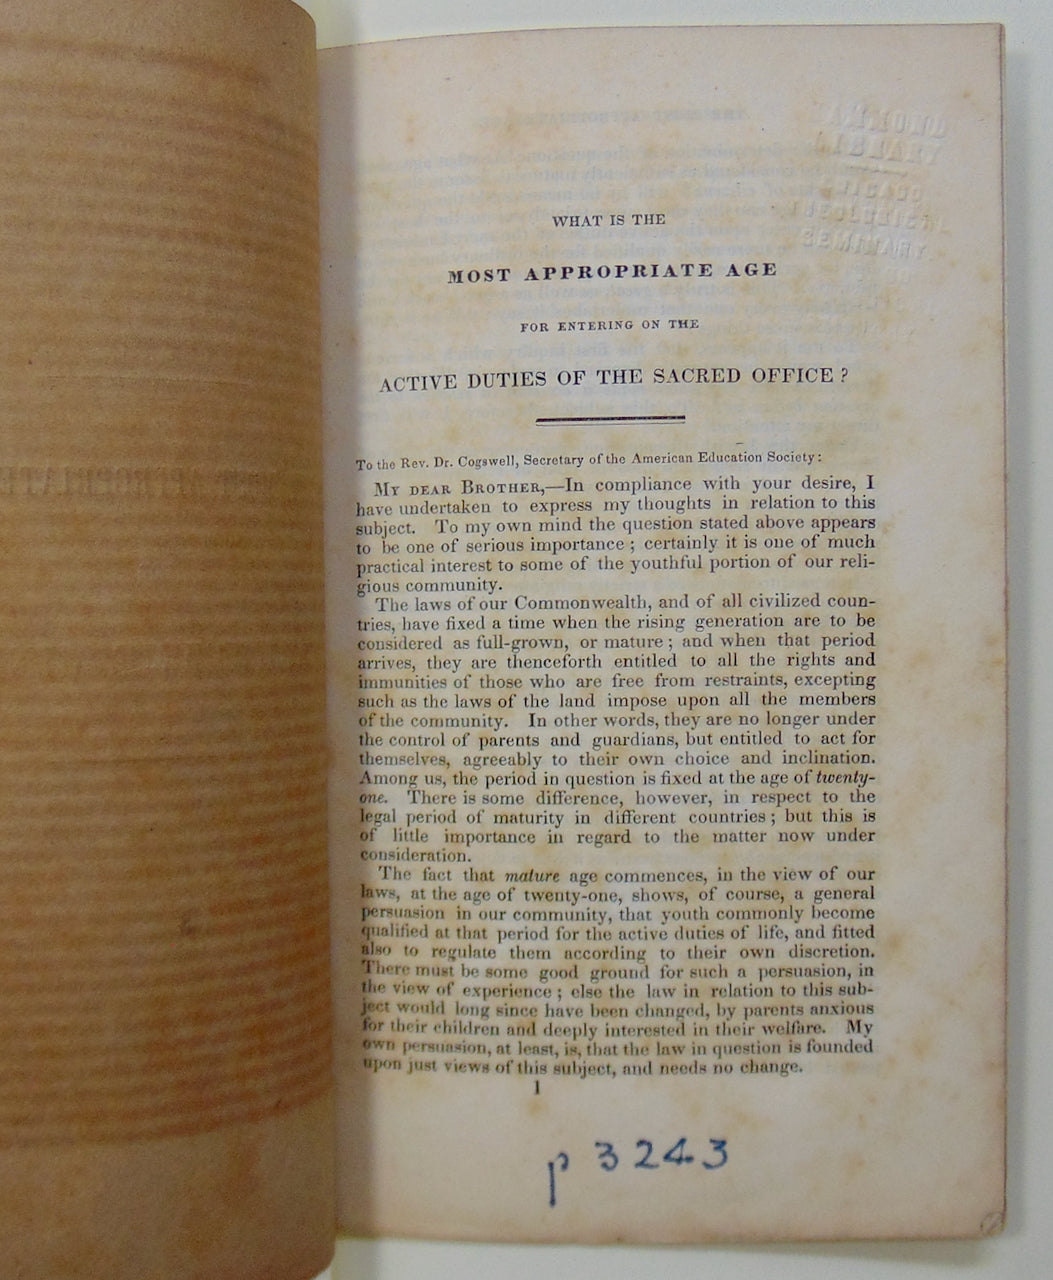 WHAT IS THE
MOST APPROPRIATE AGE
FOR ENTERING ON THE
ACTIVE DUTIES OF THE SACRED OFFICE ?
To the Rev. Dr. Cogswell, Secretary of the American Education Society :
MY DEAR BROTHER,—In compliance with your desire, I
have undertaken to express my thoughts in relation to this
subject. To my own mind the question stated above appears
to be one of serious importance ; certainly it is one of much
practical interest to some of the youthful portion of our reli-
gious community.
The laws of our Commonwealth, and of all civilized coun-
tries, have fixed a time when the rising generation are to be
considered as full-grown, or mature ; and when that period
arrives, they are thenceforth entitled to all the rights and
immunities of those who are free from restraints, excepting
such as the laws of the land impose upon all the members
of the community. In other words, they are no longer under
the control of parents and guardians, but entitled to act for
themselves, agreeably to their own choice and inclination.
Among us, the period in question is fixed at the age of twenty-
one. There is some difference, however, in respect to the
legal period of maturity in different countries ; but this is
of little importance in regard to the matter now under
consideration.
The fact that mature age commences, in the view of our
laws, at the age of twenty-one, shows, of course, a general
persuasion in our community, that youth commonly become
qualified at that period for the active duties of life, and fitted
also to regulate them according to their own discretion.
There must be some good ground for such a persuasion, in
the view of experience ; else the law in relation to this sub-
ject would long since have been changed, by parents anxious
for their children and deeply interested in their welfare. My
own persuasion, at least, is, that the law in question is founded
upon just views of this subject, and needs no change.
1
p 3243